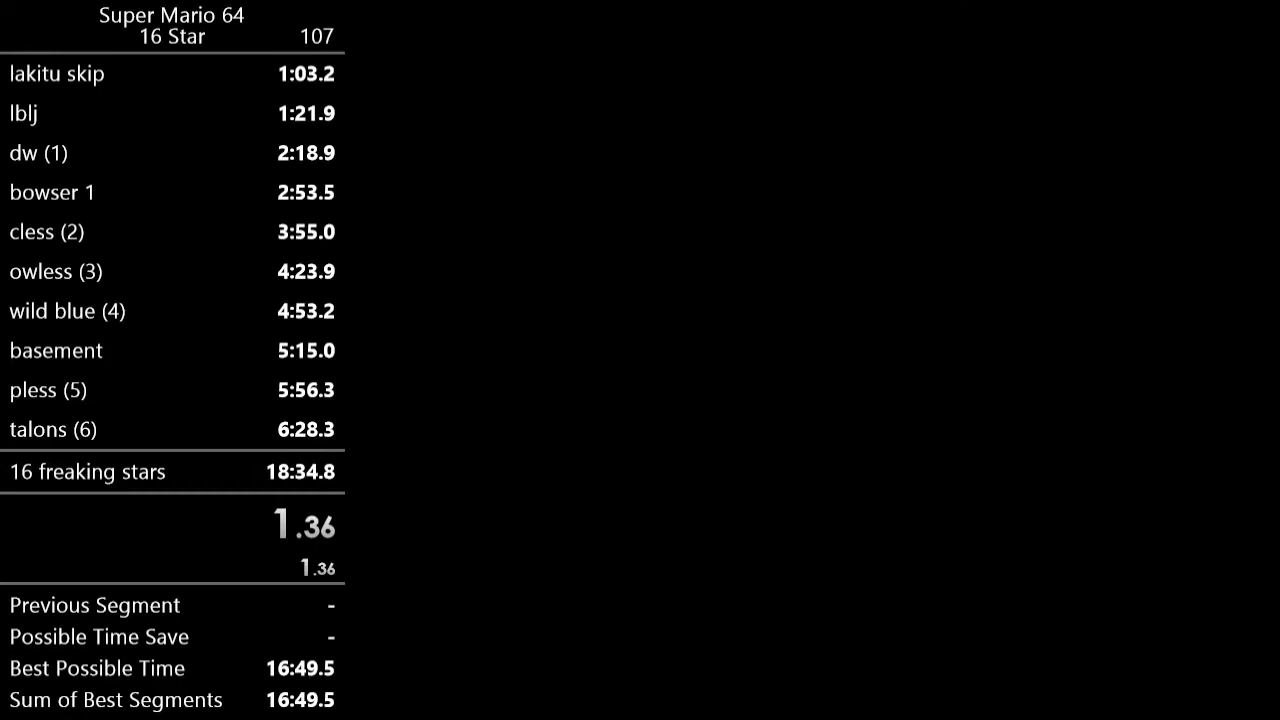 Super Mario 64
16 Star 107
lakitu skip 1:03.2
lblj 1:21.9
dw (1) 2:18.9
bowser 1 2:53.5
cless (2) 3:55.0
owless (3) 4:23.9
wild blue (4) 4:53.2
basement 5:15.0
pless (5) 5:56.3
talons (6) 6:28.3
16 freaking stars 18:34.8
1.36
1.36
Previous Segment -
Possible Time Save -
Best Possible Time 16:49.5
Sum of Best Segments 16:49.5